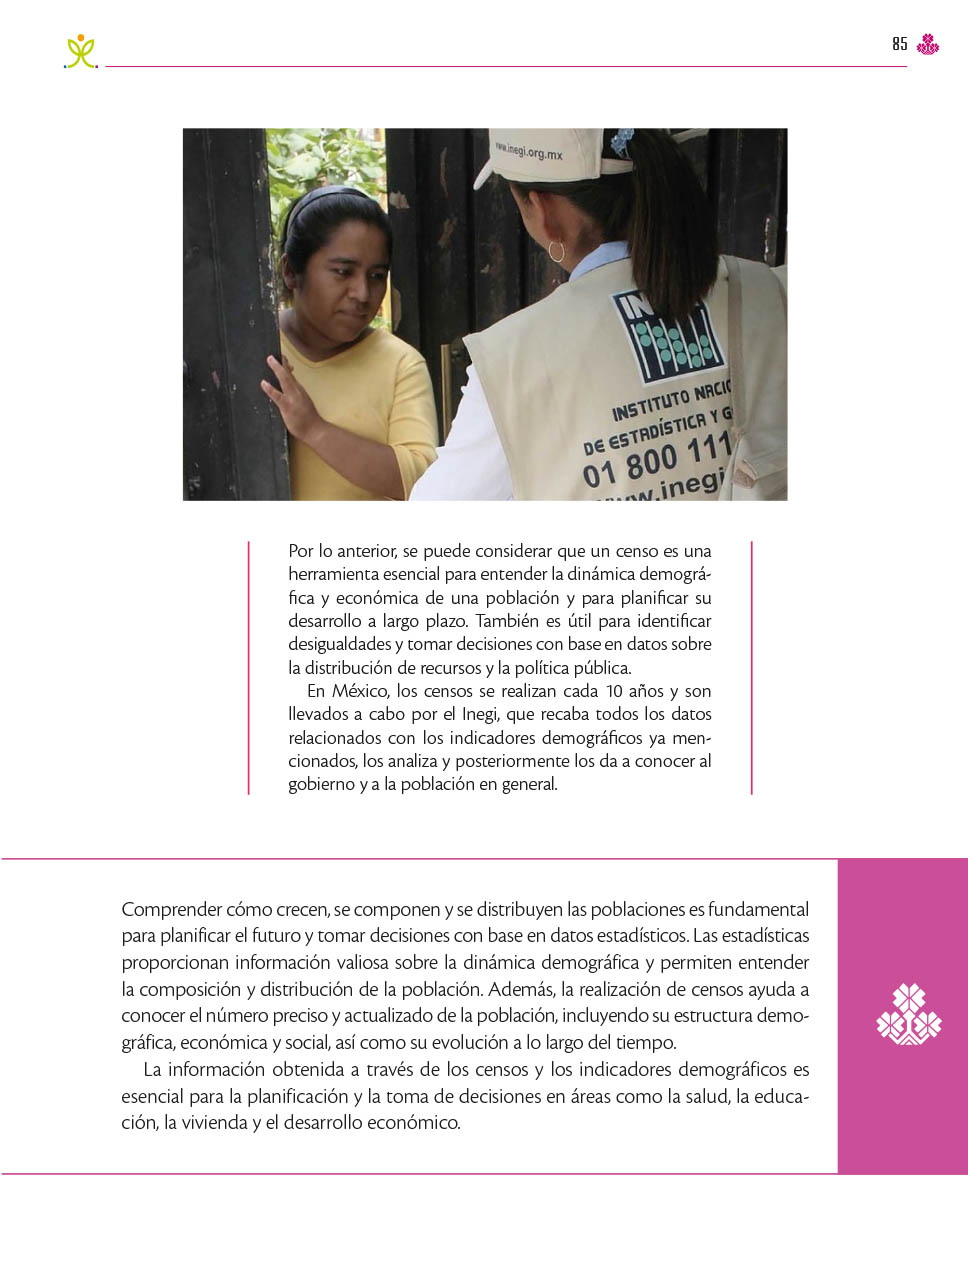 85
www.inegi.org.mx
IN
INSTITUTO NACIO
DE ESTADÍSTICA Y G
01 800 111
www.inegi
Por lo anterior, se puede considerar que un censo es una
herramienta esencial para entender la dinámica demográ-
fica y económica de una población y para planificar su
desarrollo a largo plazo. También es útil para identificar
desigualdades y tomar decisiones con base en datos sobre
la distribución de recursos y la política pública.
En México, los censos se realizan cada 10 años y son
llevados a cabo por el Inegi, que recaba todos los datos
relacionados con los indicadores demográficos ya men-
cionados, los analiza y posteriormente los da a conocer al
gobierno y a la población en general.
Comprender cómo crecen, se componen y se distribuyen las poblaciones es fundamental
para planificar el futuro y tomar decisiones con base en datos estadísticos. Las estadísticas
proporcionan información valiosa sobre la dinámica demográfica y permiten entender
la composición y distribución de la población. Además, la realización de censos ayuda a
conocer el número preciso y actualizado de la población, incluyendo su estructura demo-
gráfica, económica y social, así como su evolución a lo largo del tiempo.
La información obtenida a través de los censos y los indicadores demográficos es
esencial para la planificación y la toma de decisiones en áreas como la salud, la educa-
ción, la vivienda y el desarrollo económico.